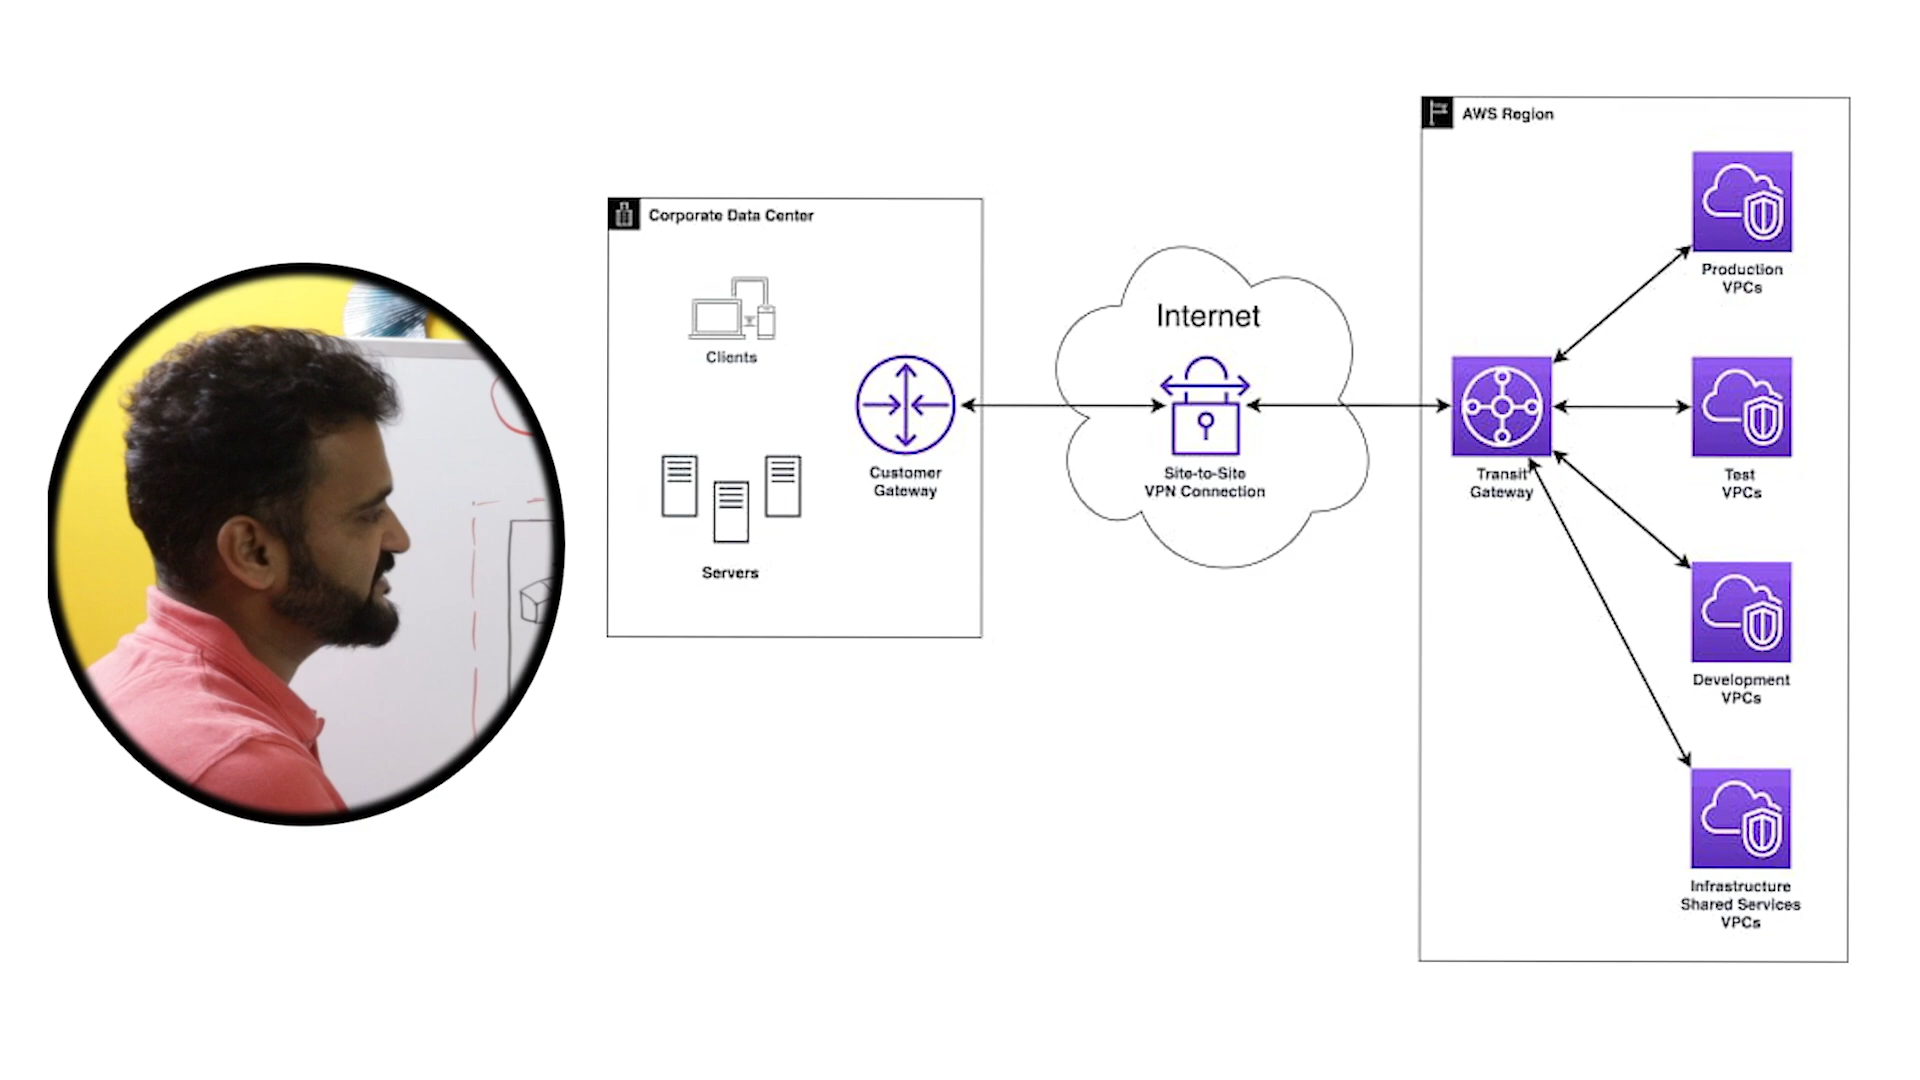 AWS Region
Production
VPCs
Corporate Data Center
Internet
Clients
Customer
Gateway
Site-to-Site
VPN Connection
Transit
Gateway
Test
VPCs
Servers
Development
VPCs
Infrastructure
Shared Services
VPCs